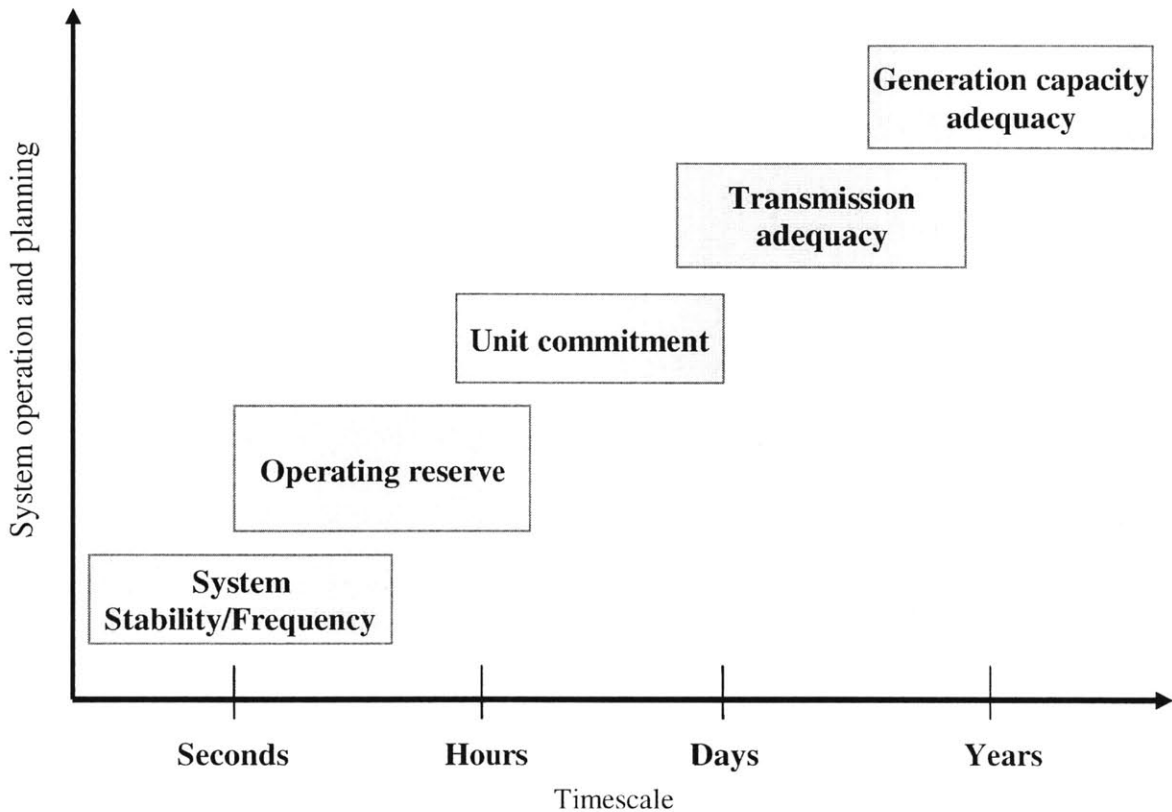 System operation and planning
Generation capacity
adequacy
Transmission
adequacy
Unit commitment
Operating reserve
System
Stability/Frequency
Seconds
Hours
Days
Years
Timescale